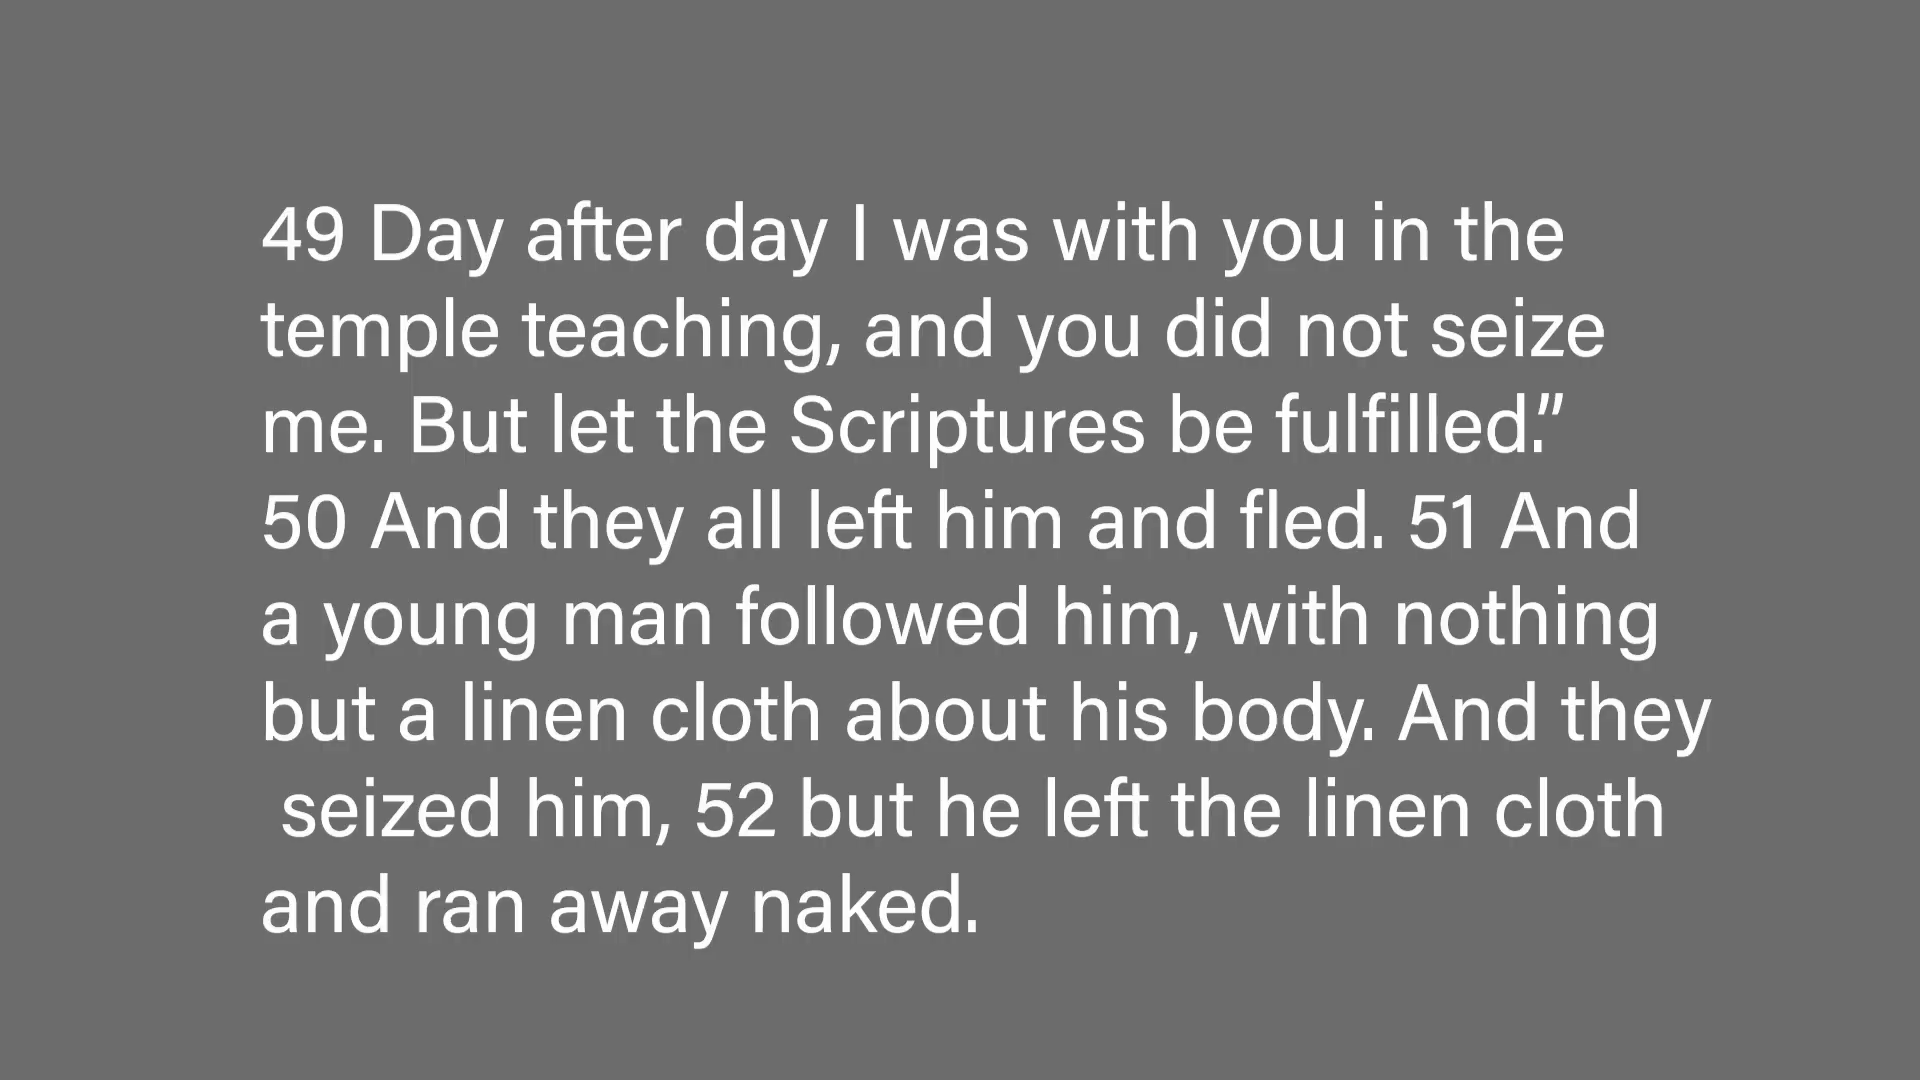 49 Day after day I was with you in the
temple teaching, and you did not seize
me. But let the Scriptures be fulfilled.”
50 And they all left him and fled. 51 And
a young man followed him, with nothing
but a linen cloth about his body. And they
seized him, 52 but he left the linen cloth
and ran away naked.